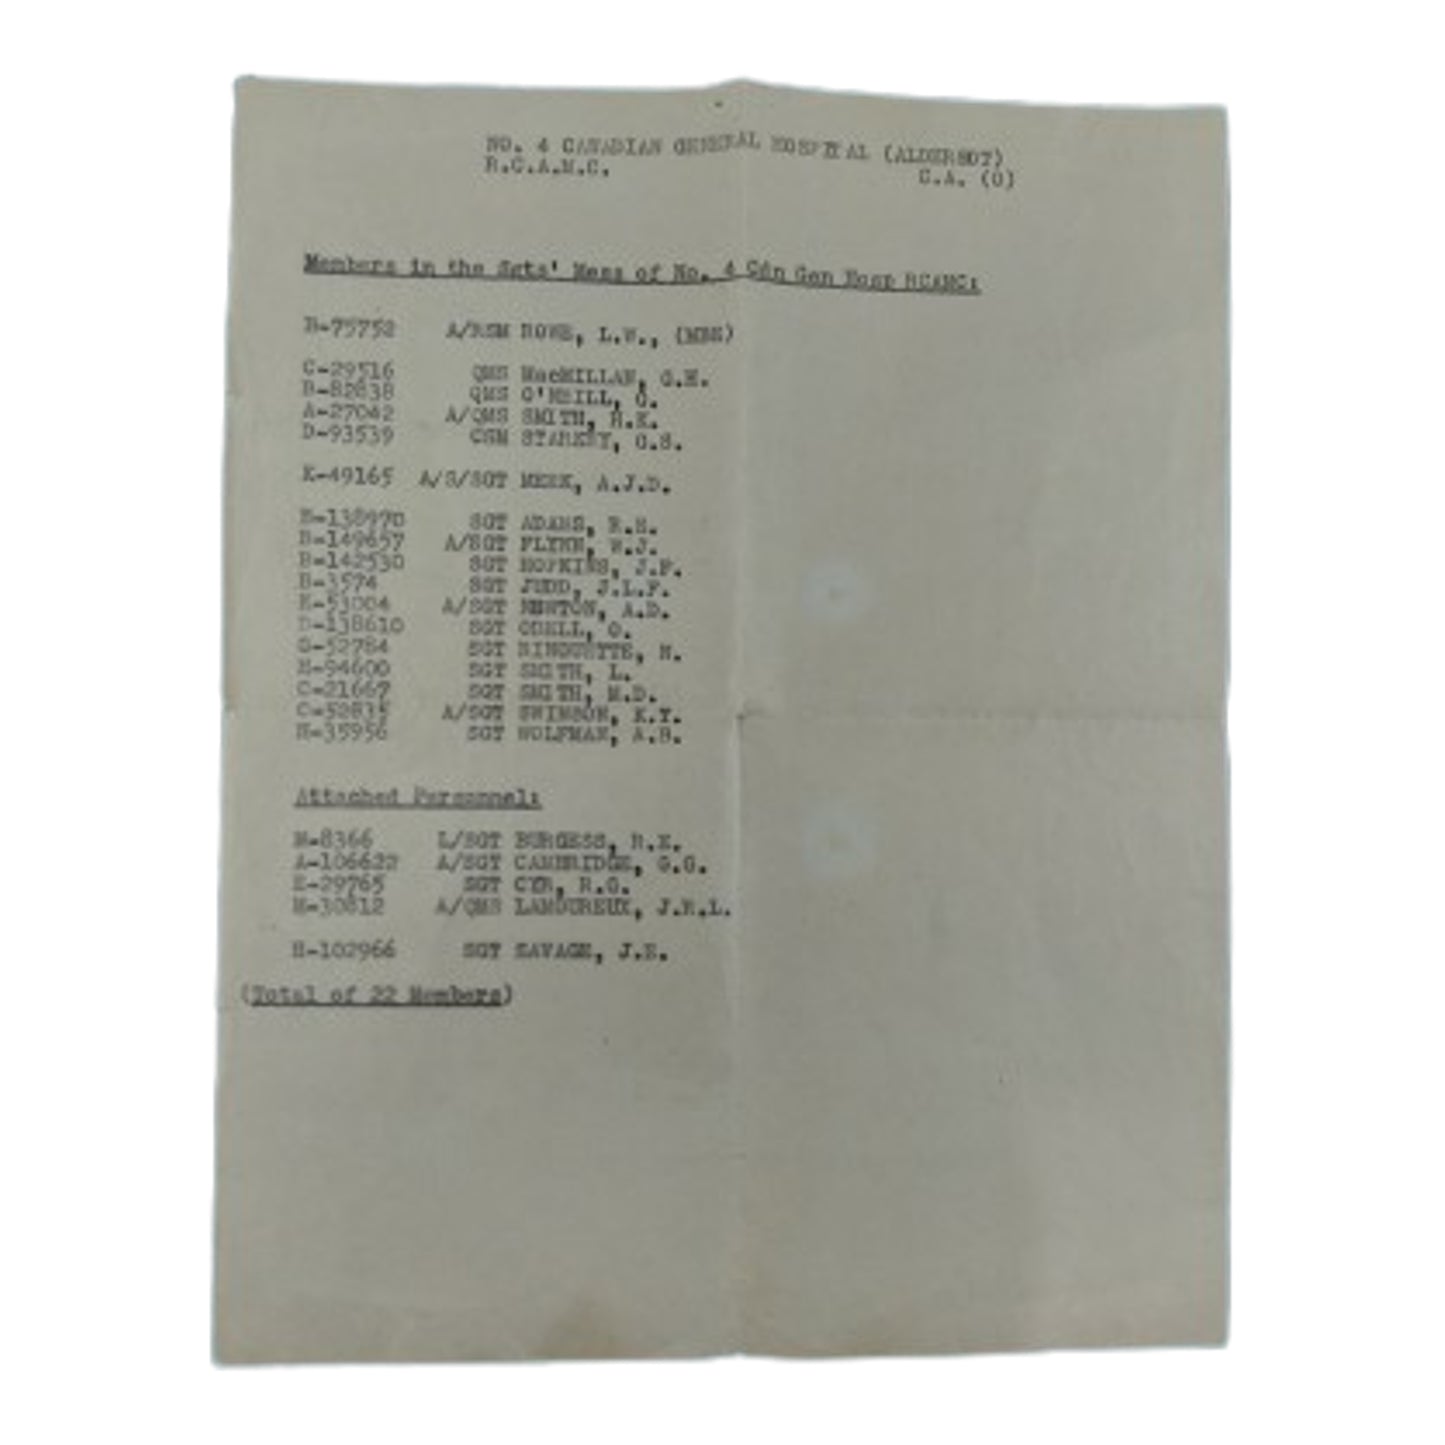 NO. 4 CANADIAN GENERAL HOSPITAL (ALDERSOT)
R.C.A.M.C. C.A. (O)
Members in the Sgts' Mess of No. 4 Cdn Gen Hosp RCAMC:
B-75752 A/RSM ROWE, L.W., (MBE)
C-29516 QMS MacMILLAN, G.H.
B-82838 QMS O'NEILL, G.
A-27042 A/QMS SMITH, H.K.
D-93539 CSM G.S.
K-49165 A/S/SGT MEEK, A.J.D.
SGT ADAMS,
B-149657 A/SGT FLYNN, W.J.
B-142530 SGT HOPKINS, J.F.
B-3574 SGT JUDD, J.L.F.
K-53004 A/SGT NEWTON, A.D.
D-138610 SGT ODELL, O.
G-52784 SGT RINGUETTE, N.
H-94600 SGT SMITH, L.
C-21667 SGT SMITH, M.D.
C-52835 A/SGT SWINSON, K.Y.
H-35956 SGT WOLFMAN, A.B.
Attached Personnel:
M-8366 L/SGT BURGESS, R.E.
A-106622 A/SGT CAMBRIDGE, G.G.
E-29765 SGT CYR, R.G.
M-30812 A/QMS LAMOUREUX, J.R.L.
H-102966 SGT SAVAGE, J.E.
(Total of 22 Members)